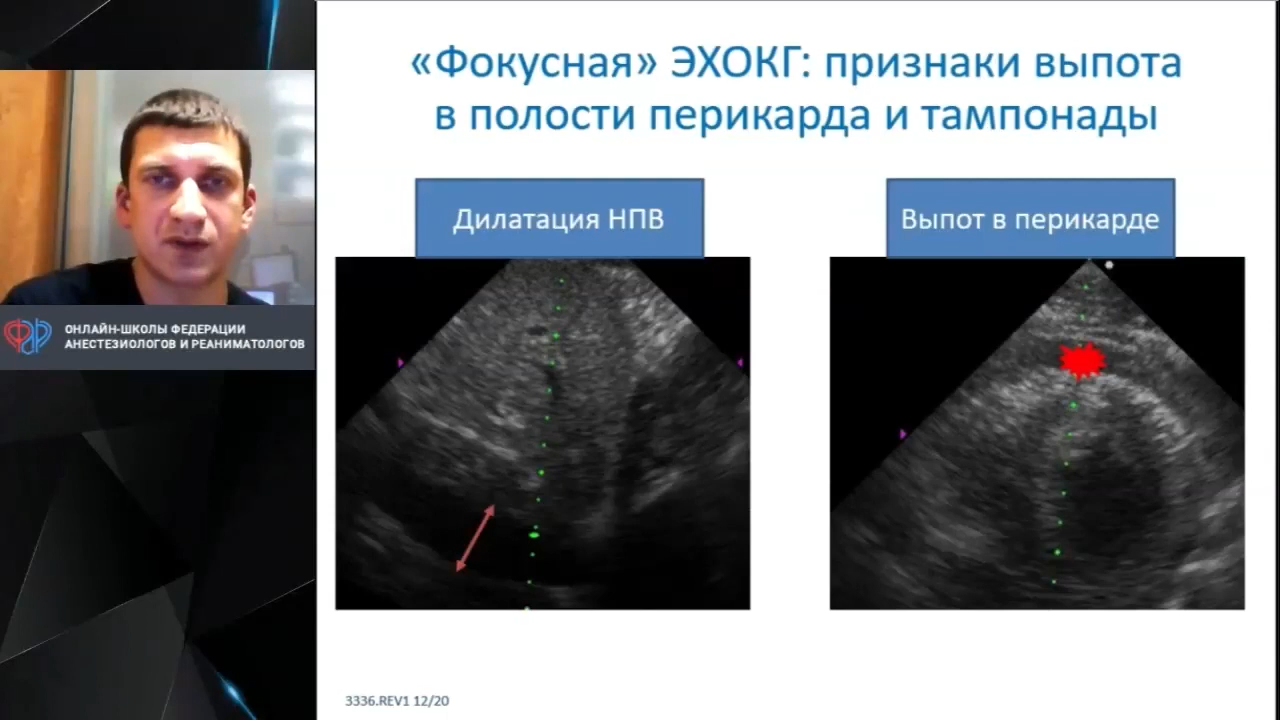 «Фокусная» ЭХОКГ: признаки выпота
в полости перикарда и тампонады
Дилатация НПВ
Выпот в перикарде
ОНЛАЙН-ШКОЛЫ ФЕДЕРАЦИИ
АНЕСТЕЗИОЛОГОВ И РЕАНИМАТОЛОГОВ
3336.REV1 12/20